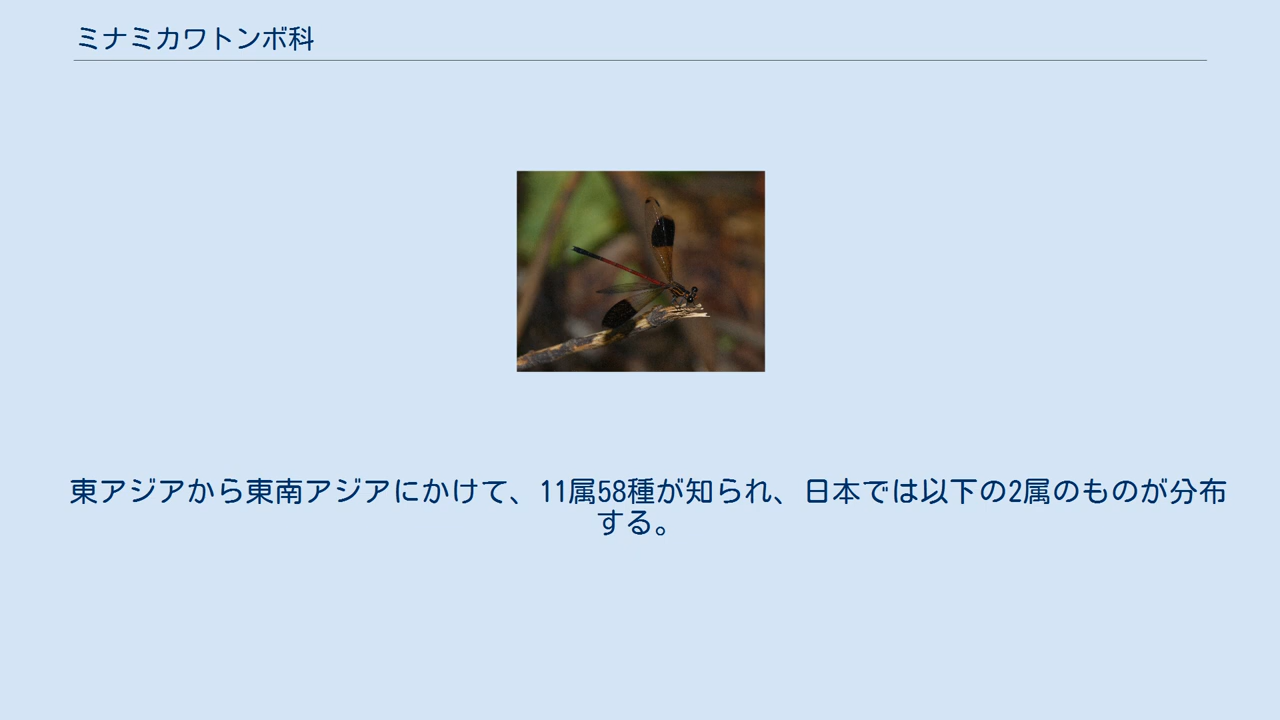 ミナミカワトンボ科
東アジアから東南アジアにかけて、11属58種が知られ、日本では以下の2属のものが分布
する。